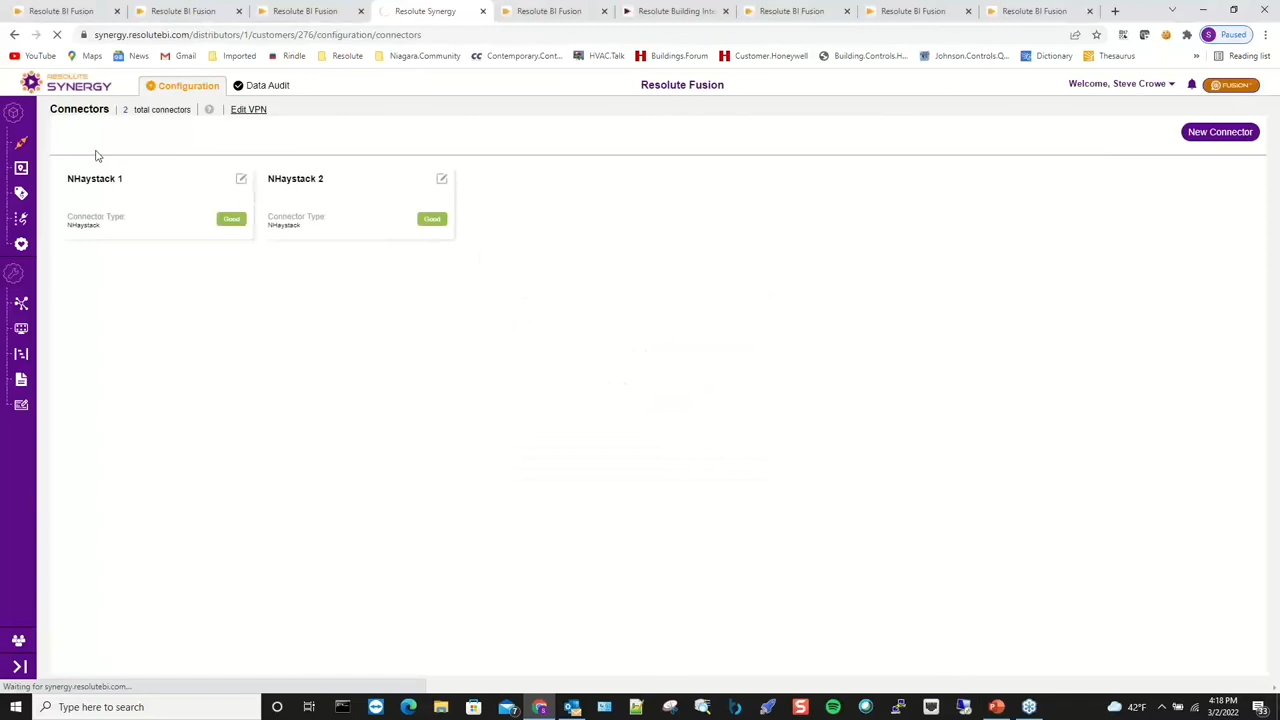 Resolute BI Fusion
Resolute BI Fusion
Data Audit Fusion
Resolute Synergy
Resolute BI Fusion
Resolute Building Inte
Resolute BI Fusion
Resolute BI Fusion
Resolute BI Fusion
synergy.resolutebi.com/distributors/1/customers/276/configuration/connectors
S Paused
YouTube Maps News Gmail Imported Rindle Resolute Niagara.Community CC Contemporary.Cont... HVAC.Talk H Buildings.Forum H Customer.Honeywell Building.Controls.H... Johnson.Controls.Q... Dictionary Thesaurus » Reading list
RESOLUTE
SYNERGY
Configuration
Data Audit
Resolute Fusion
Welcome, Steve Crowe
FUSION
Connectors | 2 total connectors ? | Edit VPN
New Connector
NHaystack 1
Connector Type:
NHaystack
Good
NHaystack 2
Connector Type:
NHaystack
Good
Waiting for synergy.resolutebi.com...
Type here to search
7
42°F
4:18 PM
3/2/2022
33